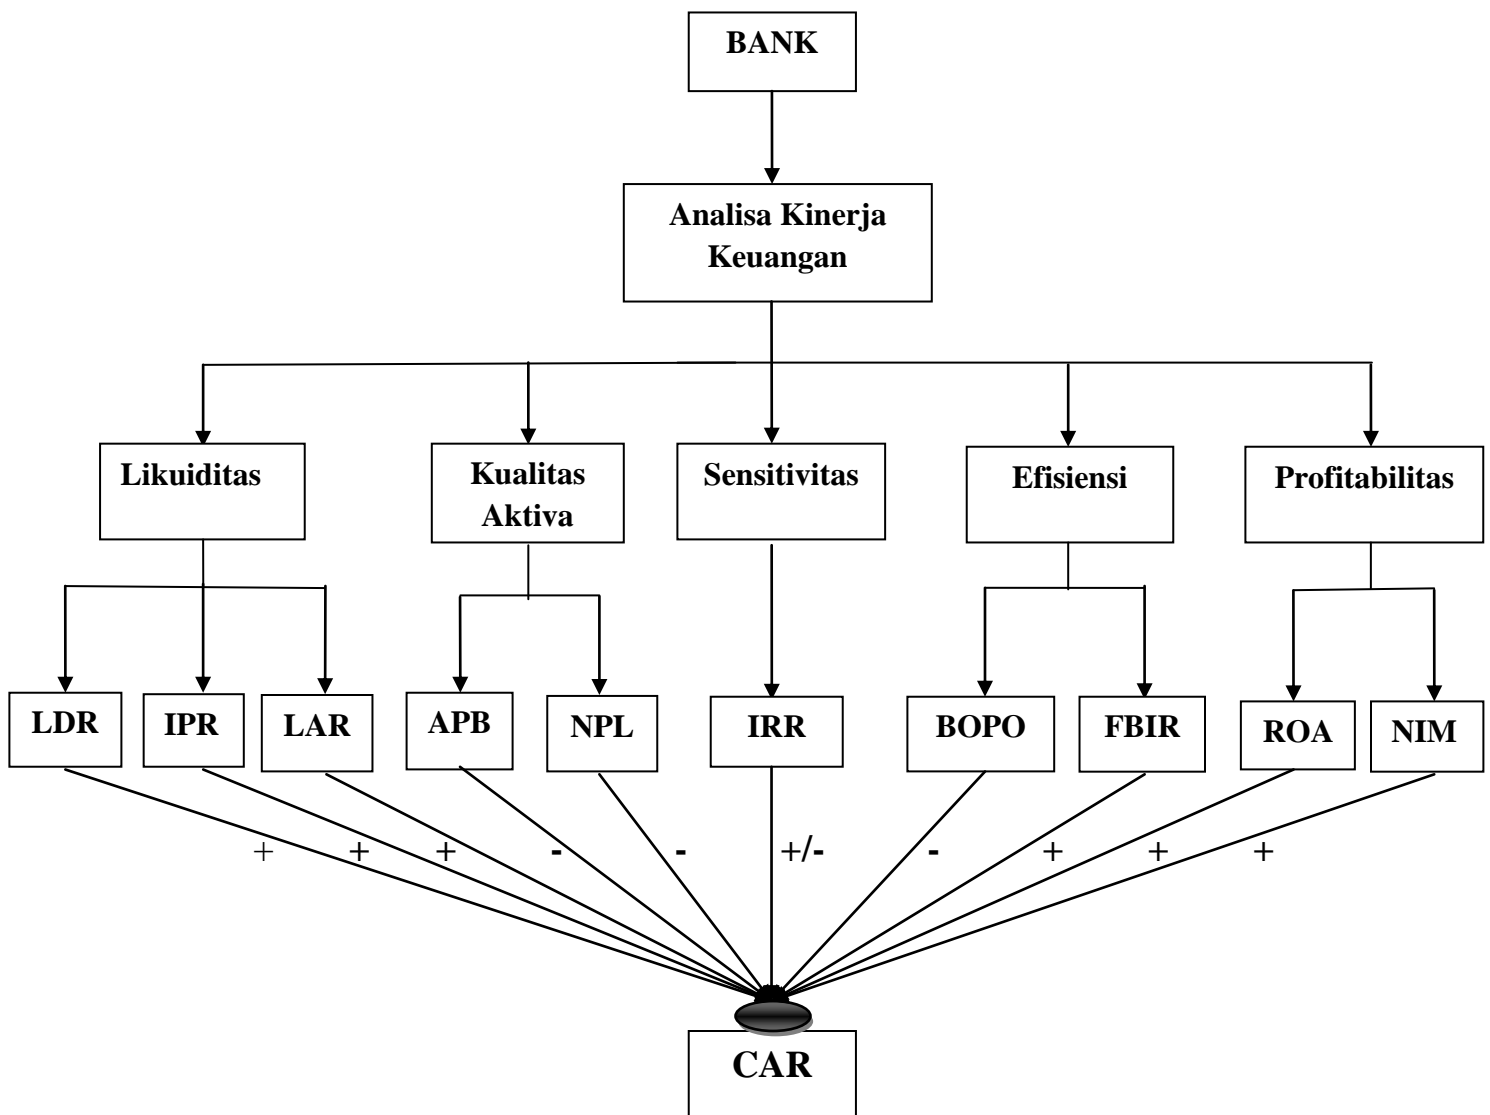 BANK
Analisa Kinerja
Keuangan
Likuiditas
Kualitas
Aktiva
Sensitivitas
Efisiensi
Profitabilitas
LDR
IPR
LAR
APB
NPL
IRR
BOPO
FBIR
ROA
NIM
+
+
+
-
-
+/-
-
+
+
+
CAR